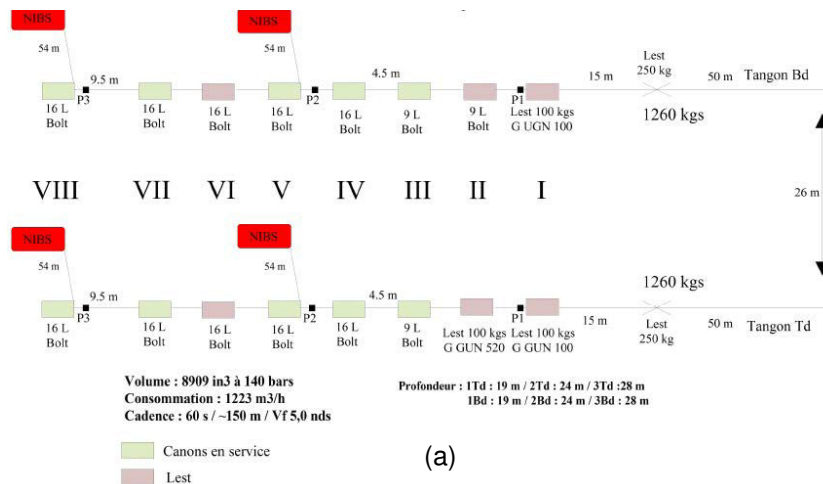 NIBS
NIBS
54 m
54 m
9.5 m
4.5 m
15 m
Lest
250 kg
50 m
Tangon Bd
P3
P2
P1
16 L
Bolt
16 L
Bolt
16 L
Bolt
16 L
Bolt
16 L
Bolt
9 L
Bolt
9 L
Bolt
Lest 100 kgs
G UGN 100
1260 kgs
VIII
VII
VI
V
IV
III
II
I
26 m
NIBS
NIBS
54 m
54 m
1260 kgs
9.5 m
4.5 m
15 m
Lest
250 kg
50 m
Tangon Td
P3
P2
P1
16 L
Bolt
16 L
Bolt
16 L
Bolt
16 L
Bolt
16 L
Bolt
9 L
Bolt
Lest 100 kgs
G GUN 520
Lest 100 kgs
G GUN 100
Volume : 8909 in3 à 140 bars
Consommation : 1223 m3/h
Cadence : 60 s / ~150 m / Vf 5,0 nds
Profondeur : 1Td : 19 m / 2Td : 24 m / 3Td :28 m
1Bd : 19 m / 2Bd : 24 m / 3Bd : 28 m
Canons en service
Lest
(a)